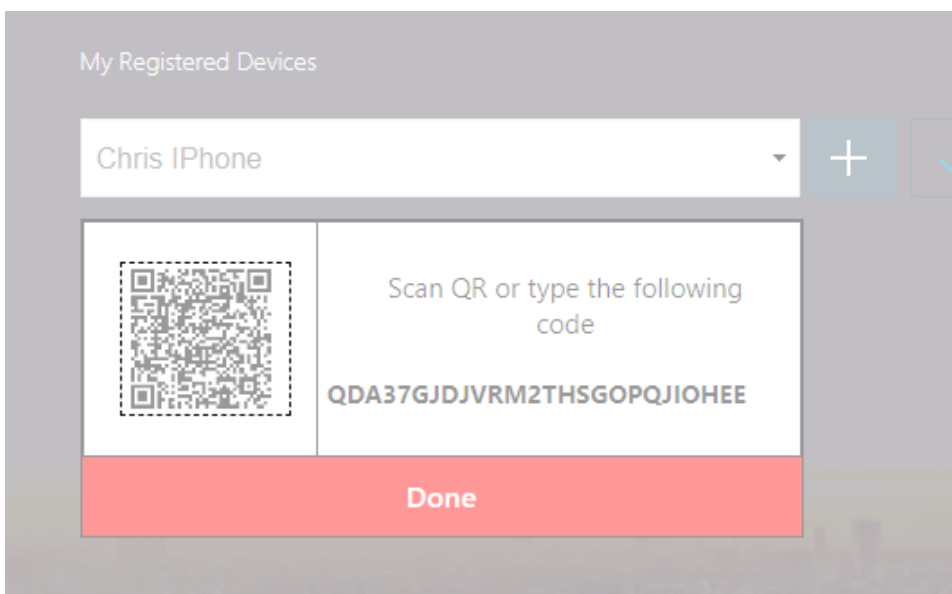 My Registered Devices
Chris IPhone
Scan QR or type the following
code
QDA37GJDJVRM2THSGOPQJIOHEE
Done